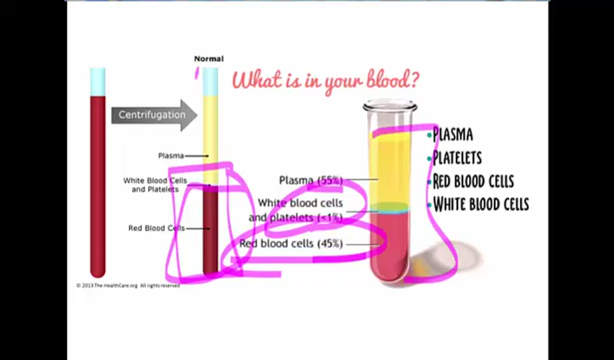 Normal
What is in your blood?
Centrifugation
Plasma
White Blood Cells
and Platelets
Red Blood Cells
Plasma (55%)
White blood cells
and platelets (<1%)
Red blood cells (45%)
• PLASMA
• PLATELETS
• RED BLOOD CELLS
• WHITE BLOOD CELLS
© 2013 The.HealthCare.org All rights reserved